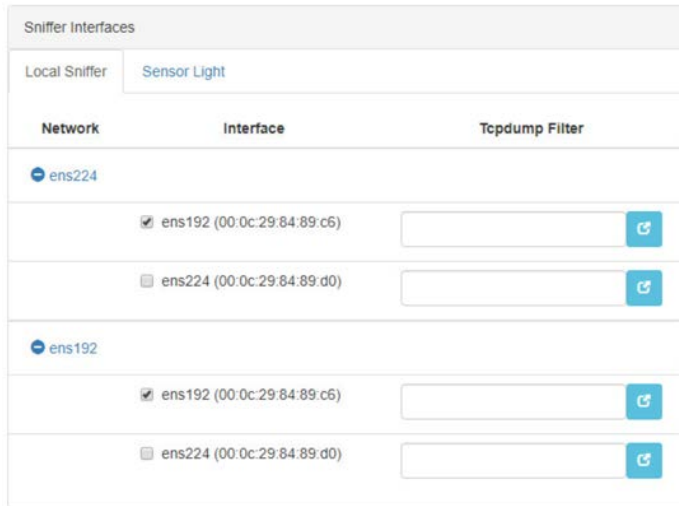 Sniffer Interfaces
Local Sniffer Sensor Light
Network Interface Tcpdump Filter
ens224
ens192 (00:0c:29:84:89:c6)
ens224 (00:0c:29:84:89:d0)
ens192
ens192 (00:0c:29:84:89:c6)
ens224 (00:0c:29:84:89:d0)